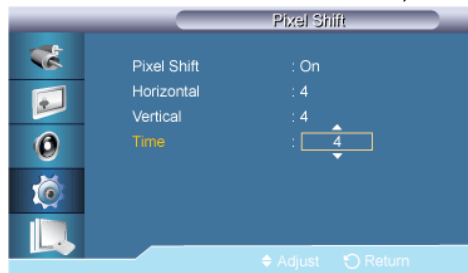 Pixel Shift
Pixel Shift : On
Horizontal : 4
Vertical : 4
Time : 4
Adjust Return